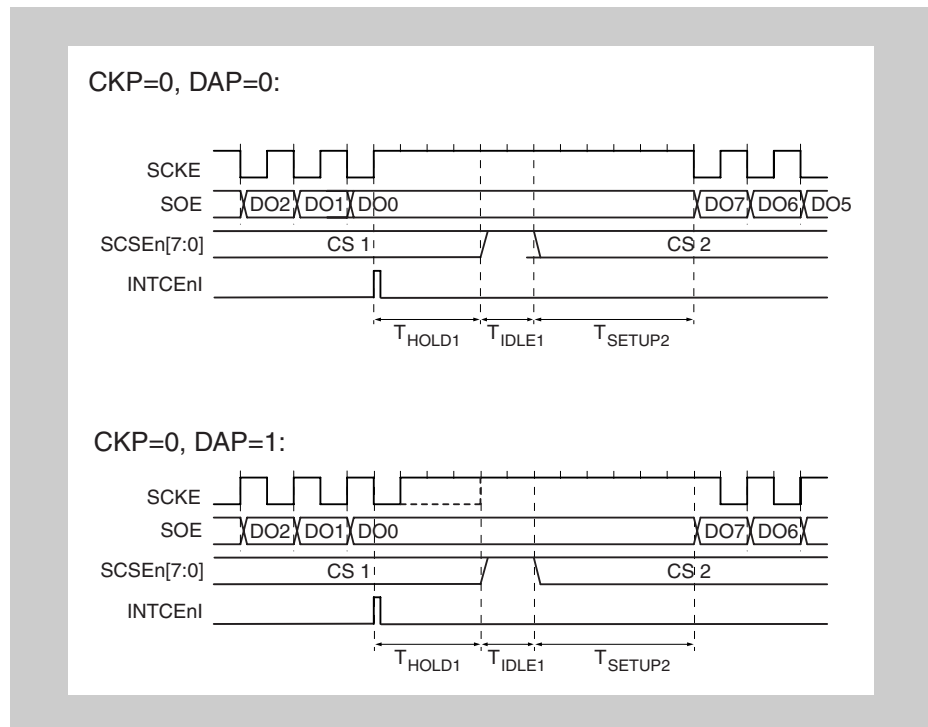 CKP=0, DAP=0:
SCKE
SOE DO2 DO1 DO0 DO7 DO6 DO5
SCSEn[7:0] CS 1 CS 2
INTCEnI
THOLD1 TIDLE1 TSETUP2
CKP=0, DAP=1:
SCKE
SOE DO2 DO1 DO0 DO7 DO6
SCSEn[7:0] CS 1 CS 2
INTCEnI
THOLD1 TIDLE1 TSETUP2